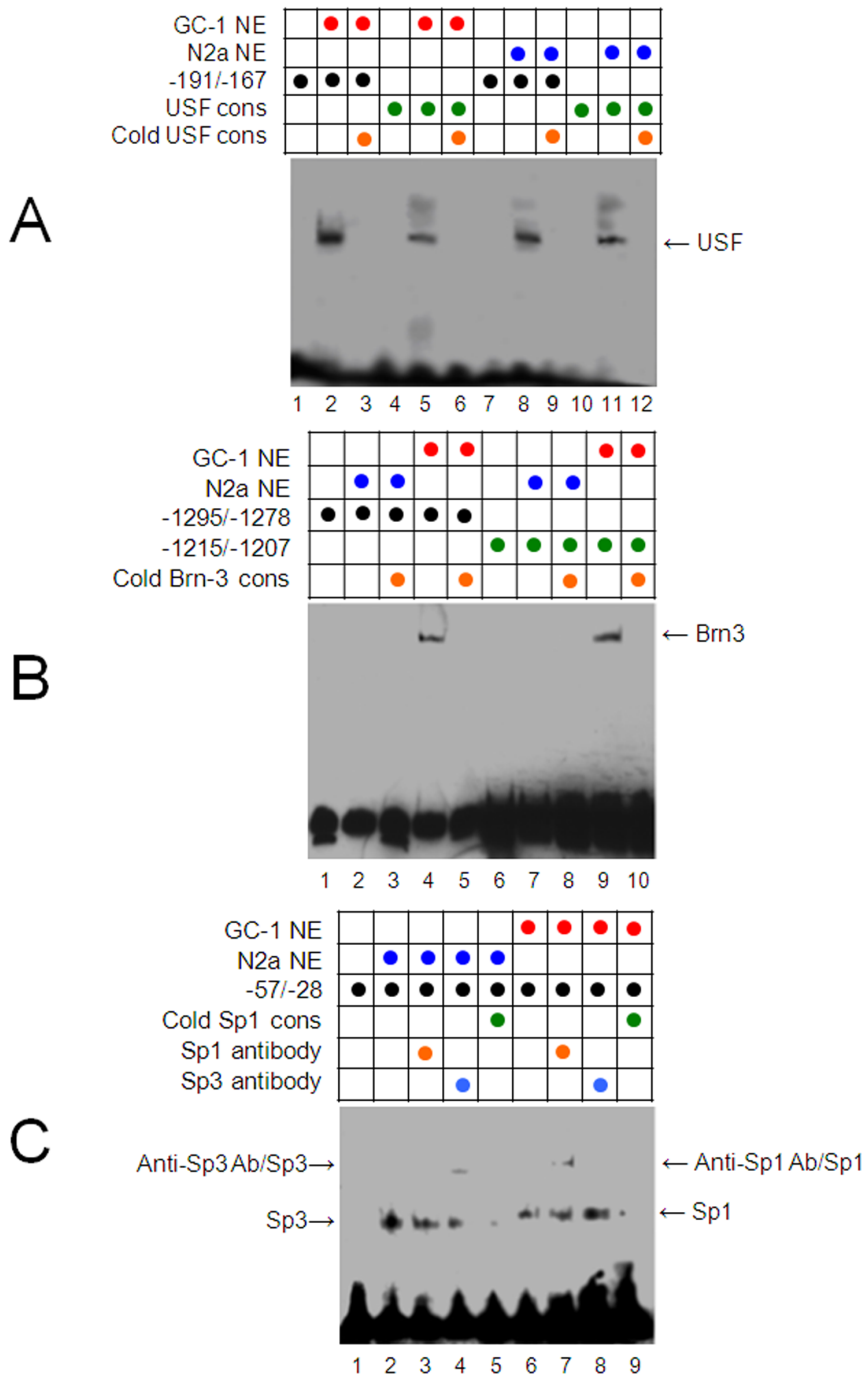 GC-1 NE
N2a NE
-191/-167
USF cons
Cold USF cons
A
← USF
1 2 3 4 5 6 7 8 9 10 11 12
GC-1 NE
N2a NE
-1295/-1278
-1215/-1207
Cold Brn-3 cons
← Brn3
B
1 2 3 4 5 6 7 8 9 10
GC-1 NE
N2a NE
-57/-28
Cold Sp1 cons
Sp1 antibody
Sp3 antibody
C
Anti-Sp3 Ab/Sp3→ ← Anti-Sp1 Ab/Sp1
Sp3→ ← Sp1
1 2 3 4 5 6 7 8 9